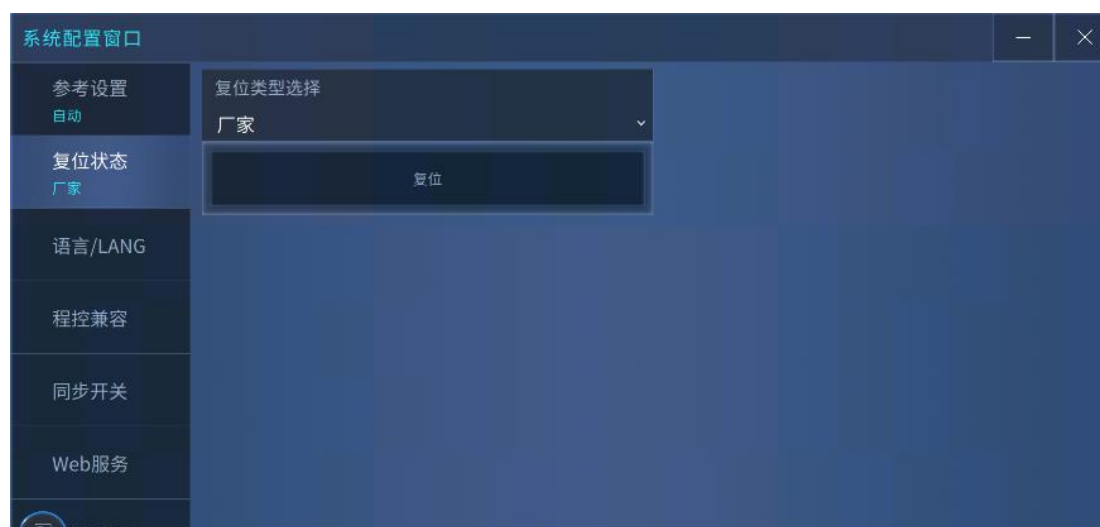 系统配置窗口
参考设置
自动
复位状态
厂家
语言/LANG
程控兼容
同步开关
Web服务
复位类型选择
厂家
复位